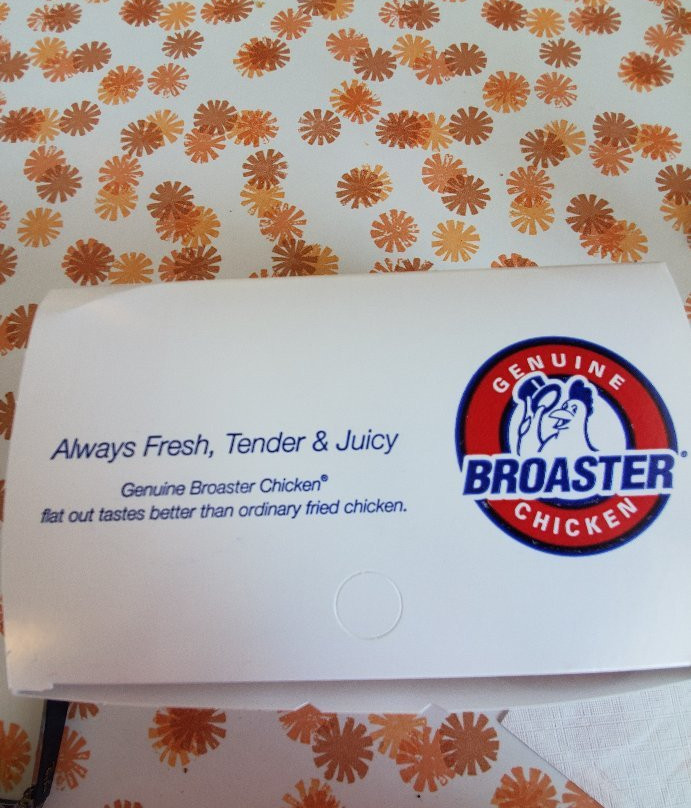 Always Fresh, Tender & Juicy
Genuine Broaster Chicken®
flat out tastes better than ordinary fried chicken.
GENUINE
BROASTER®
CHICKEN